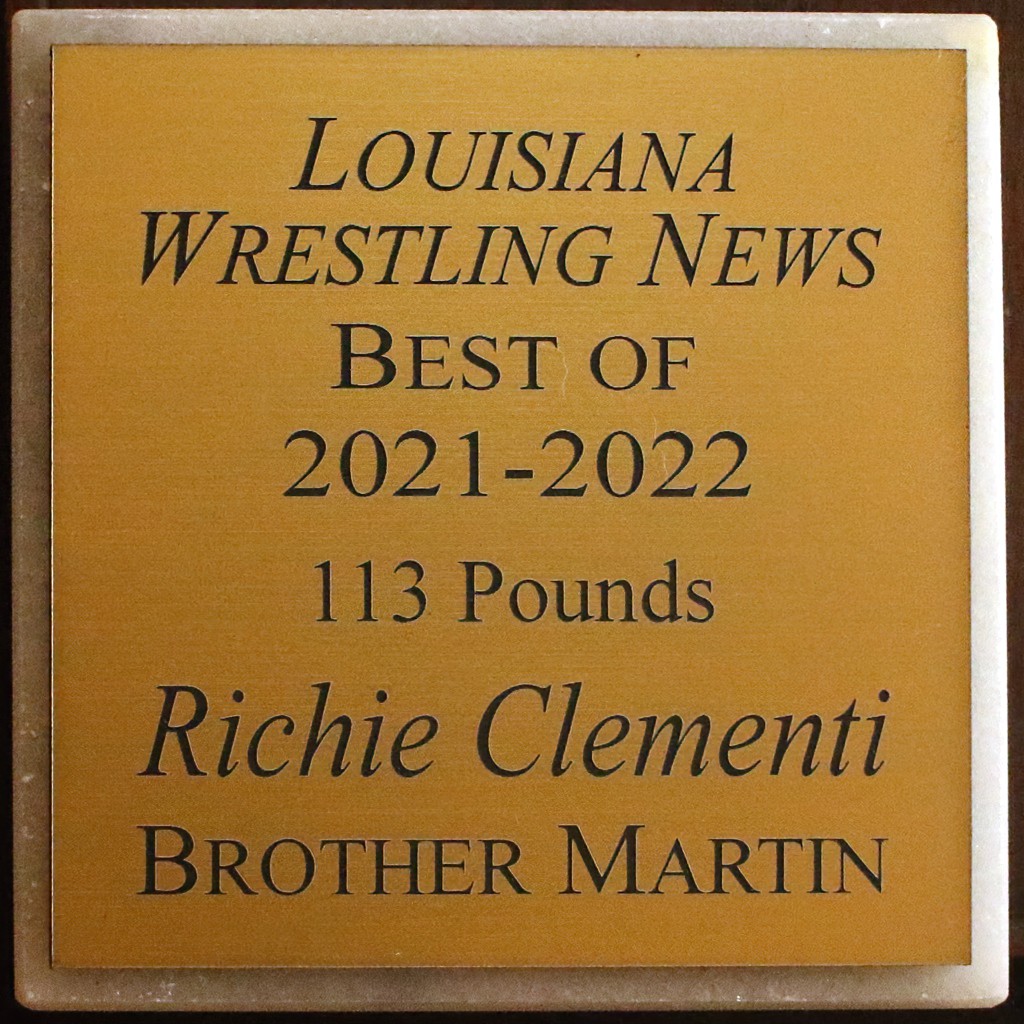 LOUISIANA
WRESTLING NEWS
BEST OF
2021-2022
113 Pounds
Richie Clementi
BROTHER MARTIN